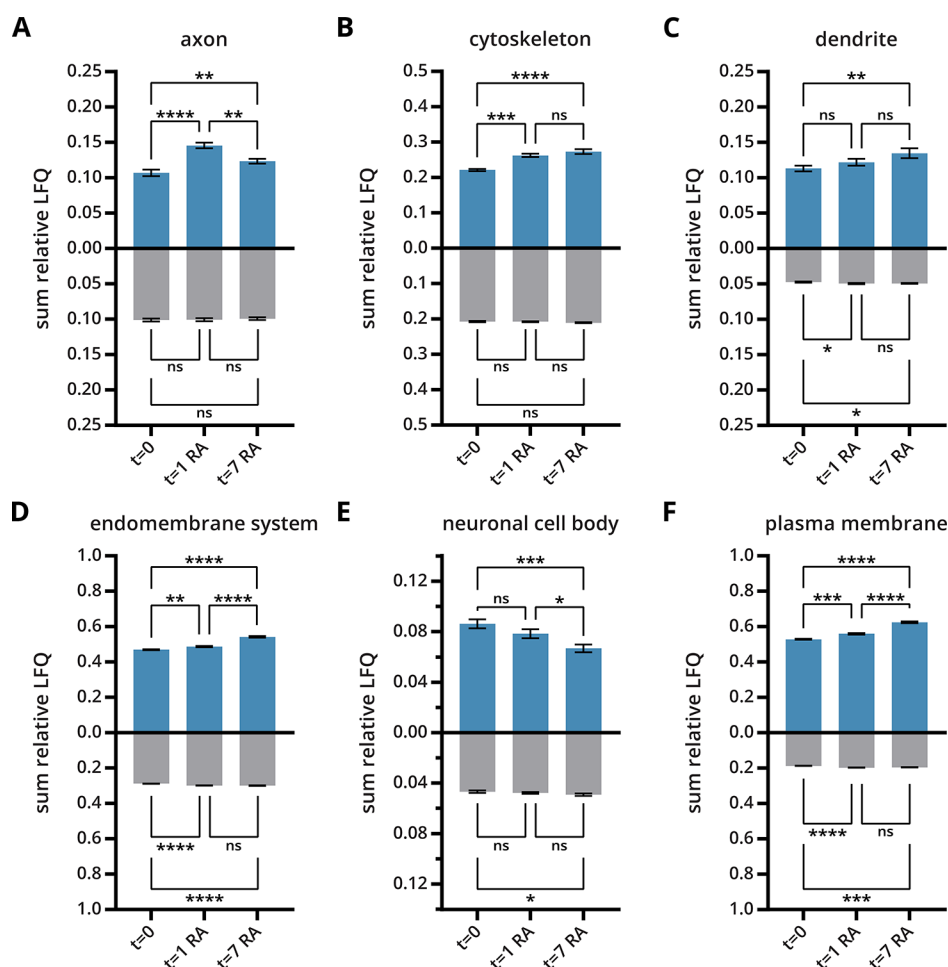 A
axon
sum relative LFQ
0.25
0.20
0.15
0.10
0.05
0.00
0.05
0.10
0.15
0.20
0.25
**
****
**
ns
ns
ns
t=0
t=1 RA
t=7 RA
B
cytoskeleton
sum relative LFQ
0.5
0.4
0.3
0.2
0.1
0.0
0.1
0.2
0.3
0.4
0.5
****
***
ns
ns
ns
ns
t=0
t=1 RA
t=7 RA
C
dendrite
sum relative LFQ
0.25
0.20
0.15
0.10
0.05
0.00
0.05
0.10
0.15
0.20
0.25
**
ns
ns
*
ns
*
t=0
t=1 RA
t=7 RA
D
endomembrane system
sum relative LFQ
1.0
0.8
0.6
0.4
0.2
0.0
0.2
0.4
0.6
0.8
1.0
****
**
****
****
ns
****
t=0
t=1 RA
t=7 RA
E
neuronal cell body
sum relative LFQ
0.12
0.08
0.04
0.00
0.04
0.08
0.12
***
ns
*
ns
ns
*
t=0
t=1 RA
t=7 RA
F
plasma membrane
sum relative LFQ
1.0
0.8
0.6
0.4
0.2
0.0
0.2
0.4
0.6
0.8
1.0
****
***
****
****
ns
***
t=0
t=1 RA
t=7 RA